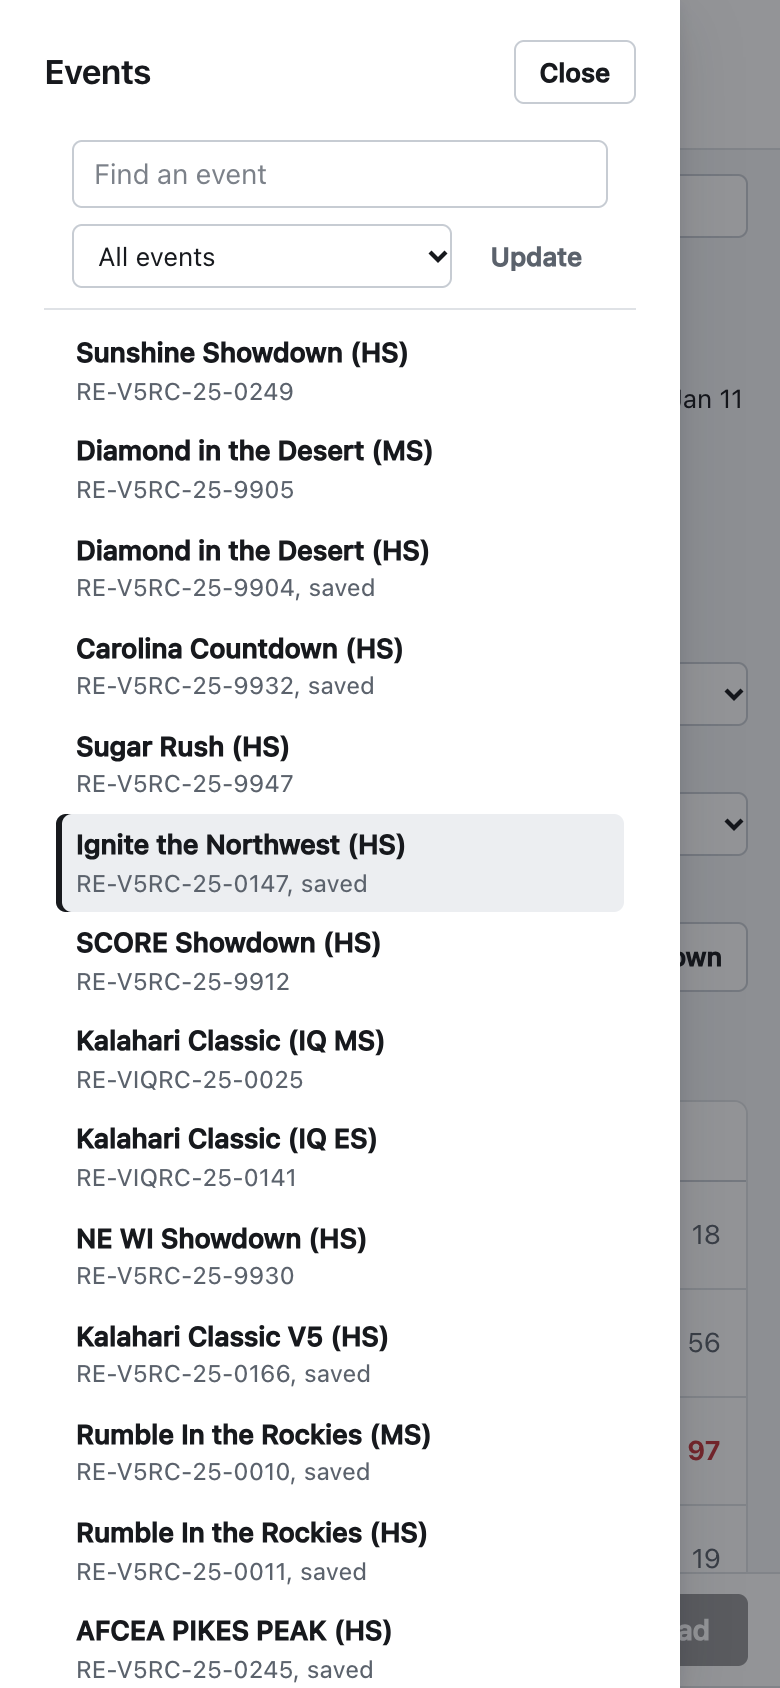 Events
Close
Find an event
All events
Update
Sunshine Showdown (HS)
RE-V5RC-25-0249
Jan 11
Diamond in the Desert (MS)
RE-V5RC-25-9905
Diamond in the Desert (HS)
RE-V5RC-25-9904, saved
Carolina Countdown (HS)
RE-V5RC-25-9932, saved
Sugar Rush (HS)
RE-V5RC-25-9947
Ignite the Northwest (HS)
RE-V5RC-25-0147, saved
SCORE Showdown (HS)
RE-V5RC-25-9912
Kalahari Classic (IQ MS)
RE-VIQRC-25-0025
Kalahari Classic (IQ ES)
RE-VIQRC-25-0141
NE WI Showdown (HS)
18
RE-V5RC-25-9930
Kalahari Classic V5 (HS)
56
RE-V5RC-25-0166, saved
Rumble In the Rockies (MS)
97
RE-V5RC-25-0010, saved
Rumble In the Rockies (HS)
19
RE-V5RC-25-0011, saved
AFCEA PIKES PEAK (HS)
RE-V5RC-25-0245, saved